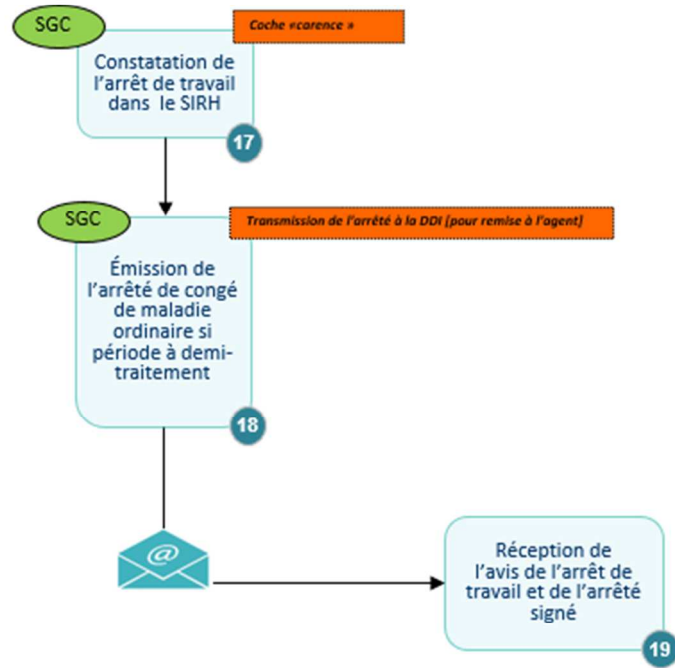 SGC
Coche «carence »
Constatation de
l'arrêt de travail
dans le SIRH
17
SGC
Transmission de l'arrêté à la DDI (pour remise à l'agent)
Émission de
l'arrêté de congé
de maladie
ordinaire si
période à demi-
traitement
18
@
Réception de
l'avis de l'arrêt de
travail et de l'arrêté
signé
19